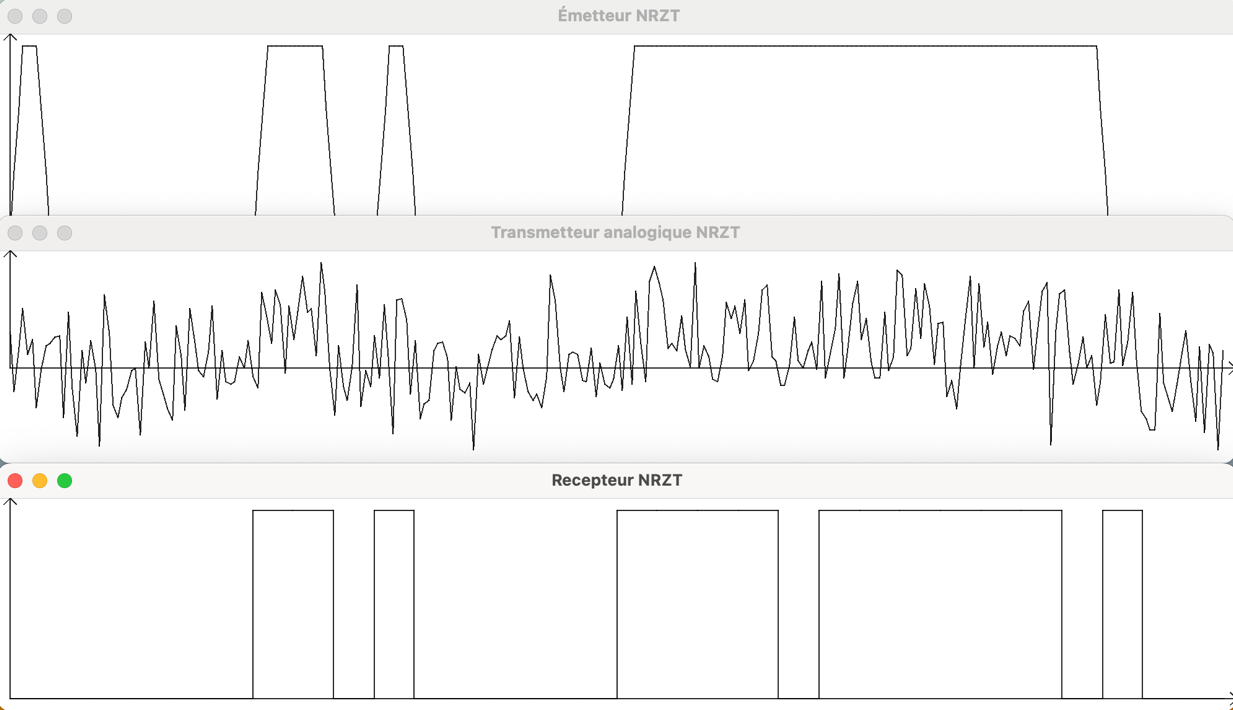 Émetteur NRZT
Transmetteur analogique NRZT
Recepteur NRZT